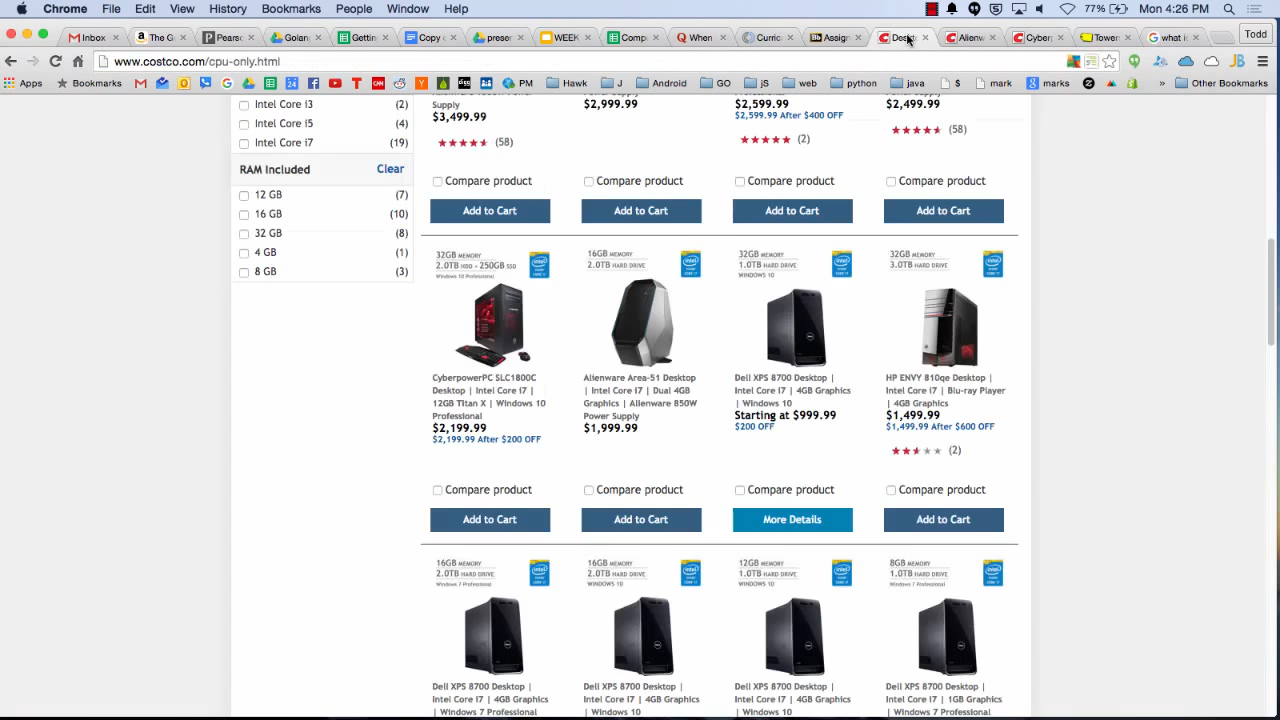 Chrome File Edit View History Bookmarks People Window Help 77% Mon 4:26 PM
Inbox The G Pears Golan Gettin Copy presen WEEK Comp When Curric Assign Des Alienw Cyber Tower what is Todd
www.costco.com/cpu-only.html
Apps Bookmarks 24 PM Hawk J Android GO jS web python java $ mark marks » Other Bookmarks
Intel Core i3 (2)
Intel Core i5 (4)
Intel Core i7 (19)
RAM Included Clear
12 GB (7)
16 GB (10)
32 GB (8)
4 GB (1)
8 GB (3)
Supply
$3,499.99
(58)
$2,999.99
$2,599.99
$2,599.99 After $400 OFF
(2)
$2,499.99
(58)
Compare product Compare product Compare product Compare product
Add to Cart Add to Cart Add to Cart Add to Cart
32GB MEMORY
2.0TB HDD + 250GB SSD
Windows 10 Professional
CyberpowerPC SLC1800C
Desktop | Intel Core i7 |
12GB Titan X | Windows 10
Professional
$2,199.99
$2,199.99 After $200 OFF
16GB MEMORY
2.0TB HARD DRIVE
Alienware Area-51 Desktop
| Intel Core i7 | Dual 4GB
Graphics | Alienware 850W
Power Supply
$1,999.99
32GB MEMORY
1.0TB HARD DRIVE
WINDOWS 10
Dell XPS 8700 Desktop |
Intel Core i7 | 4GB Graphics
| Windows 10
Starting at $999.99
$200 OFF
32GB MEMORY
3.0TB HARD DRIVE
HP ENVY 810qe Desktop |
Intel Core i7 | Blu-ray Player
| 4GB Graphics
$1,499.99
$1,499.99 After $600 OFF
(2)
Compare product Compare product Compare product Compare product
Add to Cart Add to Cart More Details Add to Cart
16GB MEMORY
2.0TB HARD DRIVE
Windows 7 Professional
Dell XPS 8700 Desktop |
Intel Core i7 | 4GB Graphics
| Windows 7 Professional
16GB MEMORY
2.0TB HARD DRIVE
WINDOWS 10
Dell XPS 8700 Desktop |
Intel Core i7 | 4GB Graphics
| Windows 10
12GB MEMORY
1.0TB HARD DRIVE
WINDOWS 10
Dell XPS 8700 Desktop |
Intel Core i7 | 4GB Graphics
| Windows 10
8GB MEMORY
1.0TB HARD DRIVE
Windows 7 Professional
Dell XPS 8700 Desktop |
Intel Core i7 | 1GB Graphics
| Windows 7 Professional